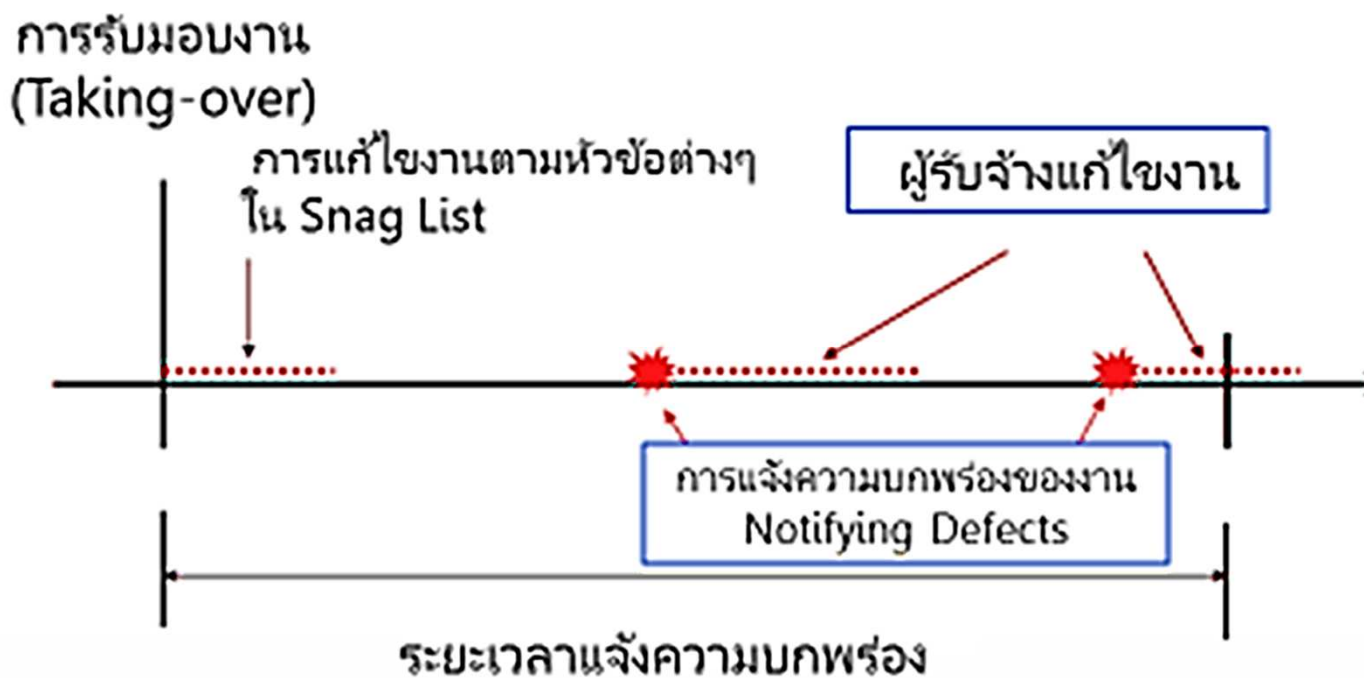 การรับมอบงาน
(Taking-over)
การแก้ไขงานตามหัวข้อต่างๆ
ใน Snag List
ผู้รับจ้างแก้ไขงาน
การแจ้งความบกพร่องของงาน
Notifying Defects
ระยะเวลาแจ้งความบกพร่อง